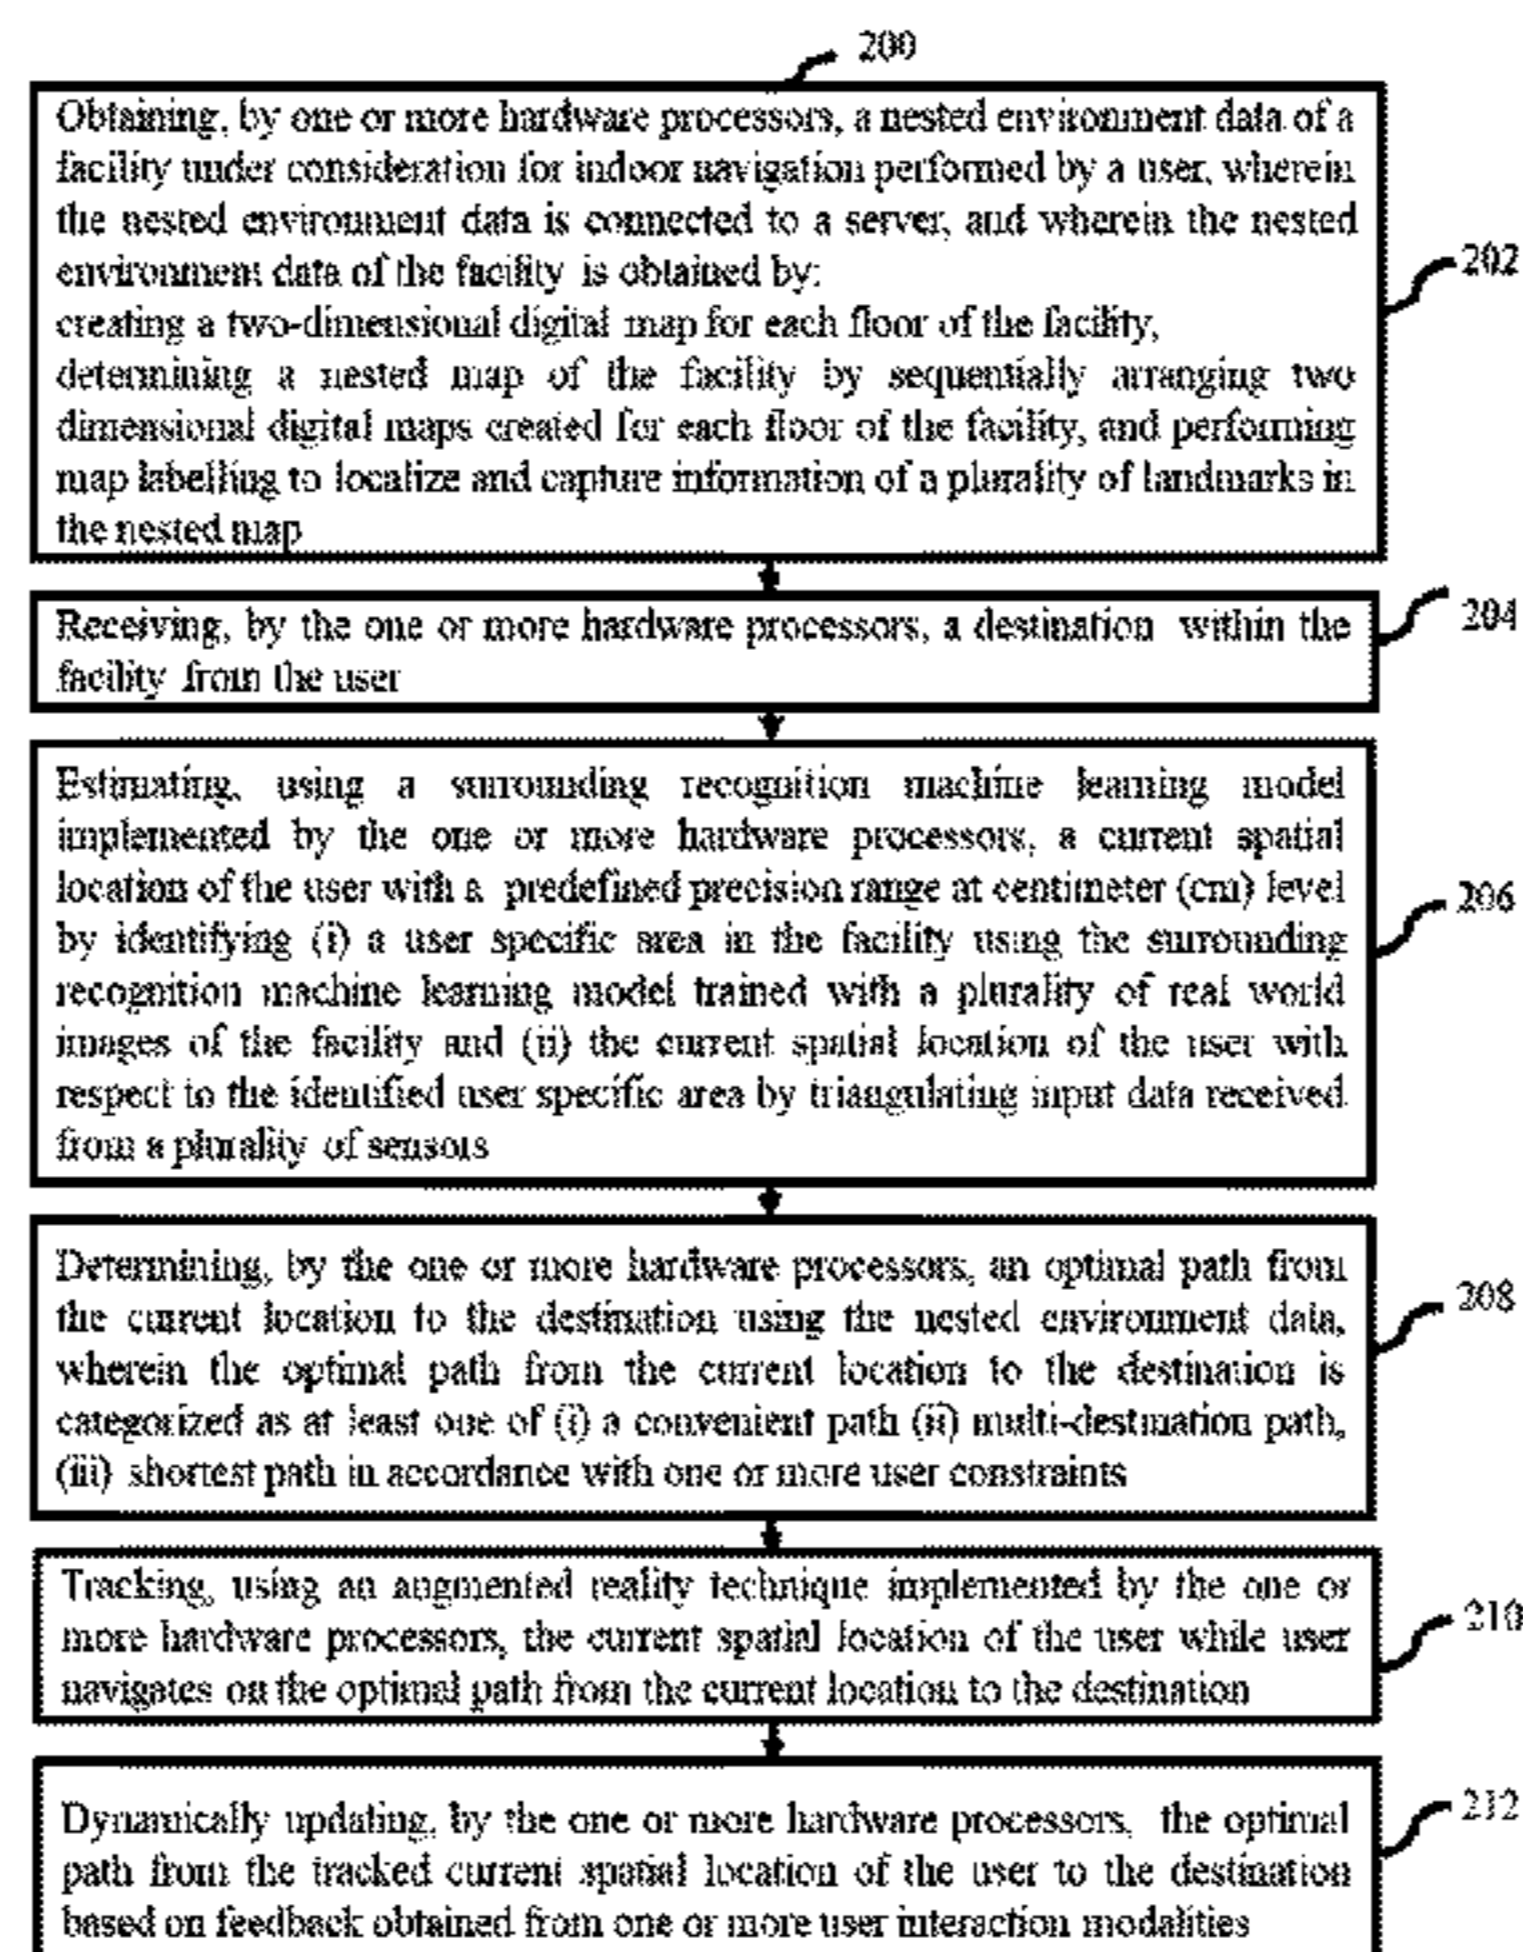 200
Obtaining, by one or more hardware processors, a nested environment data of a
facility under consideration for indoor navigation performed by a user, wherein
the nested environment data is connected to a server, and wherein the nested
environment data of the facility is obtained by:
202
creating a two-dimensional digital map for each floor of the facility,
determining a nested map of the facility by sequentially arranging two
dimensional digital maps created for each floor of the facility, and performing
map labelling to localize and capture information of a plurality of landmarks in
the nested map
Receiving, by the one or more hardware processors, a destination within the
204
facility from the user
Estimating, using a surrounding recognition machine learning model
implemented by the one or more hardware processors, a current spatial
location of the user with a predefined precision range at centimeter (cm) level
206
by identifying (i) a user specific area in the facility using the surrounding
recognition machine learning model trained with a plurality of real world
images of the facility and (ii) the current spatial location of the user with
respect to the identified user specific area by triangulating input data received
from a plurality of sensors
Determining, by the one or more hardware processors, an optimal path from
208
the current location to the destination using the nested environment data,
wherein the optimal path from the current location to the destination is
categorized as at least one of (i) a convenient path (ii) multi-destination path,
(iii) shortest path in accordance with one or more user constraints
Tracking, using an augmented reality technique implemented by the one or
210
more hardware processors, the current spatial location of the user while user
navigates on the optimal path from the current location to the destination
212
Dynamically updating, by the one or more hardware processors, the optimal
path from the tracked current spatial location of the user to the destination
based on feedback obtained from one or more user interaction modalities